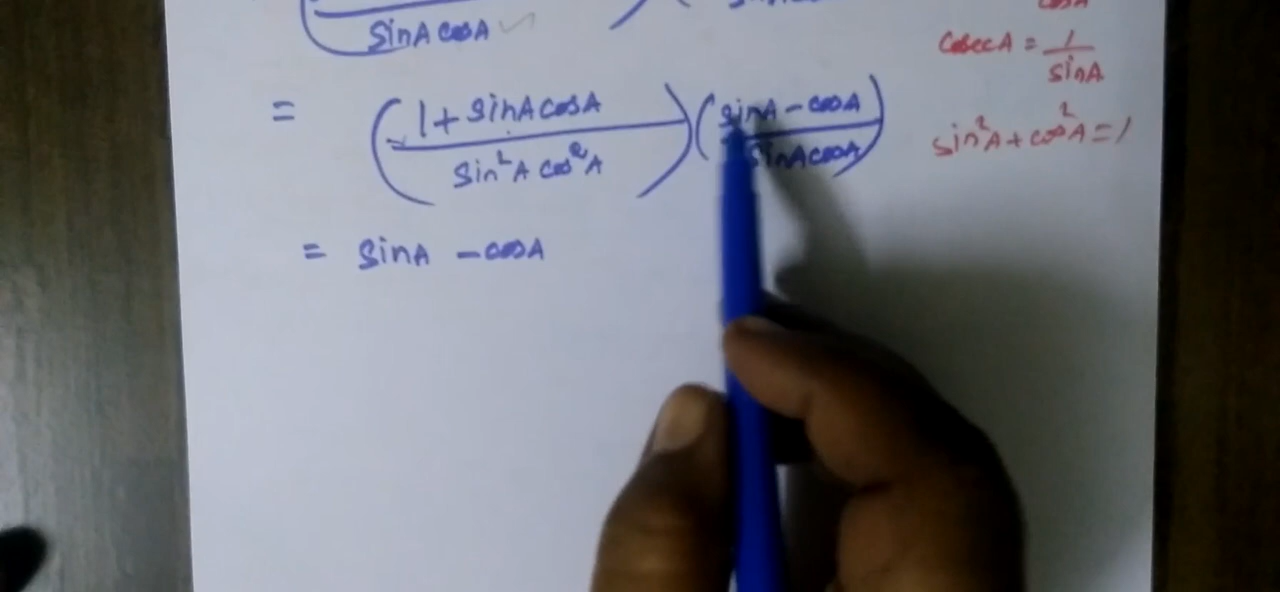 sinA cosA
cosecA = 1
sinA
= (1 + sinA cosA) (sinA - cosA)
sin²A cos²A sinA cosA
sin²A + cos²A = 1
= sinA - cosA